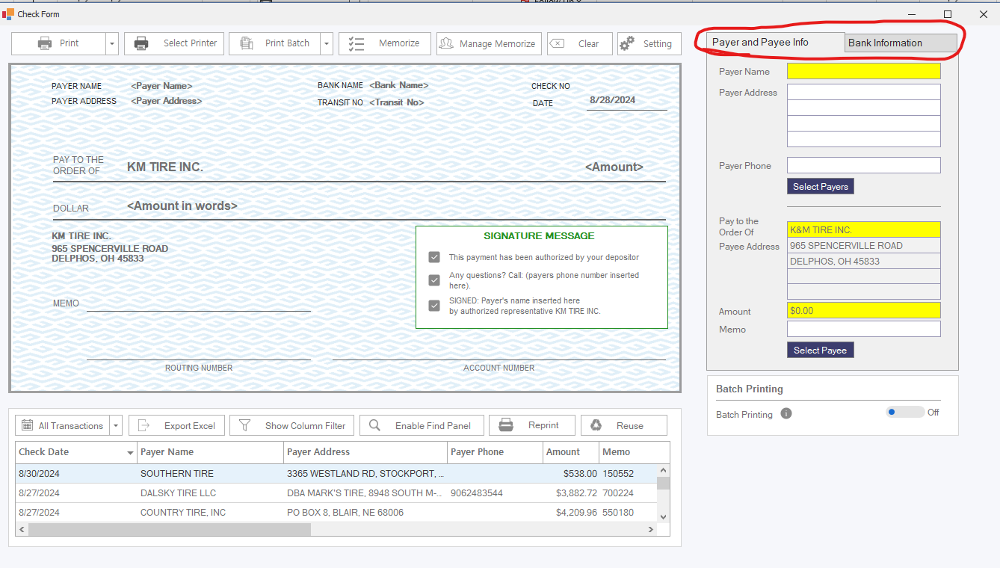 Check Form
Print
Select Printer
Print Batch
Memorize
Manage Memorize
Clear
Setting
Payer and Payee Info
Bank Information
PAYER NAME <Payer Name>
PAYER ADDRESS <Payer Address>
BANK NAME <Bank Name>
TRANSIT NO <Transit No>
CHECK NO
DATE 8/28/2024
PAY TO THE
ORDER OF
KM TIRE INC.
<Amount>
DOLLAR <Amount in words>
KM TIRE INC.
965 SPENCERVILLE ROAD
DELPHOS, OH 45833
SIGNATURE MESSAGE
This payment has been authorized by your depositor
Any questions? Call: (payers phone number inserted
here).
SIGNED: Payer's name inserted here
by authorized representative KM TIRE INC.
MEMO
ROUTING NUMBER
ACCOUNT NUMBER
Payer Name
Payer Address
Payer Phone
Select Payers
Pay to the
Order Of
K&M TIRE INC.
Payee Address 965 SPENCERVILLE ROAD
DELPHOS, OH 45833
Amount $0.00
Memo
Select Payee
Batch Printing
Batch Printing i Off
All Transactions
Export Excel
Show Column Filter
Enable Find Panel
Reprint
Reuse
Check Date Payer Name Payer Address Payer Phone Amount Memo
8/30/2024 SOUTHERN TIRE 3365 WESTLAND RD, STOCKPORT, ... $538.00 150552
8/27/2024 DALSKY TIRE LLC DBA MARK'S TIRE, 8948 SOUTH M-... 9062483544 $3,882.72 700224
8/27/2024 COUNTRY TIRE, INC PO BOX 8, BLAIR, NE 68006 $4,209.96 550180